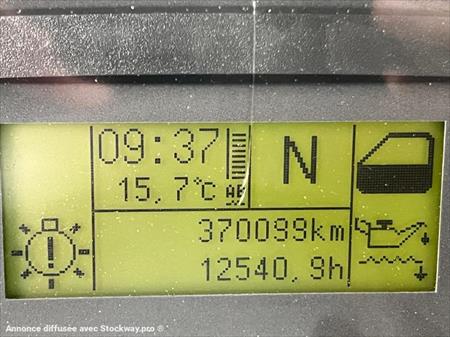 09:37
N
15,7°C
370099km
12540,9h
Annonce diffusée avec Stockway.pro ®